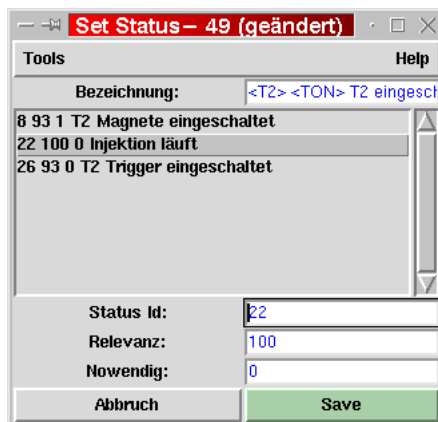 Set Status– 49 (geändert)
Tools Help
Bezeichnung: <T2> <TON> T2 eingesch
8 93 1 T2 Magnete eingeschaltet
22 100 0 Injektion läuft
26 93 0 T2 Trigger eingeschaltet
Status Id: 22
Relevanz: 100
Nowendig: 0
Abbruch Save